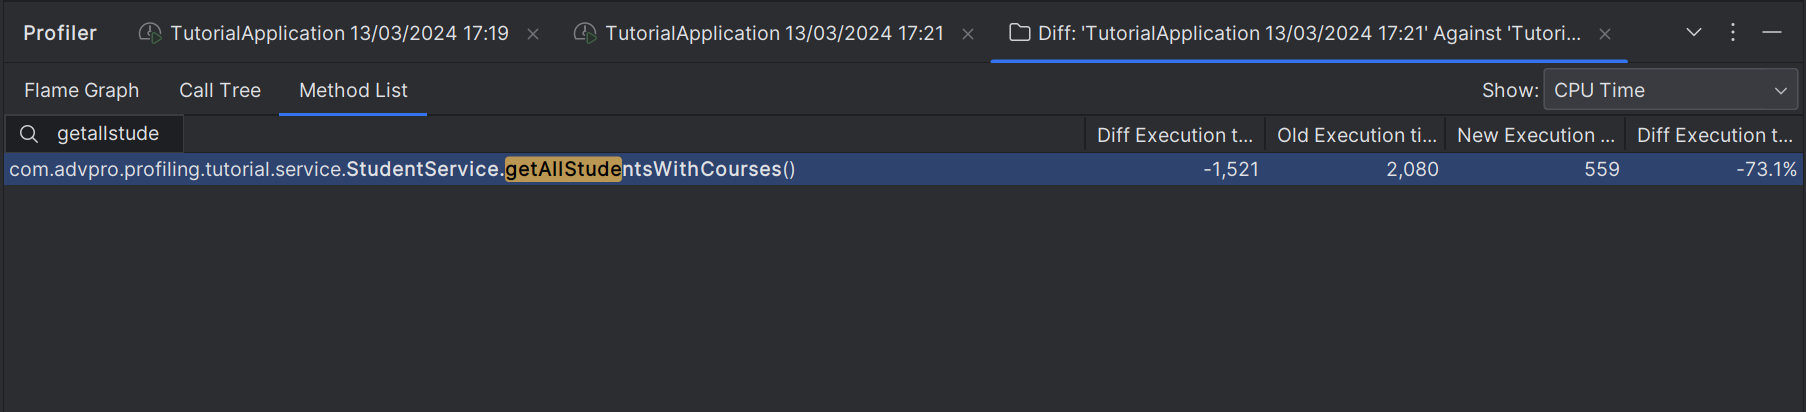 Profiler TutorialApplication 13/03/2024 17:19 TutorialApplication 13/03/2024 17:21 Diff: 'TutorialApplication 13/03/2024 17:21' Against 'Tutori...
Flame Graph Call Tree Method List Show: CPU Time
getallstude Diff Execution t... Old Execution ti... New Execution ... Diff Execution t...
com.advpro.profiling.tutorial.service.StudentService.getAllStudentsWithCourses() -1,521 2,080 559 -73.1%